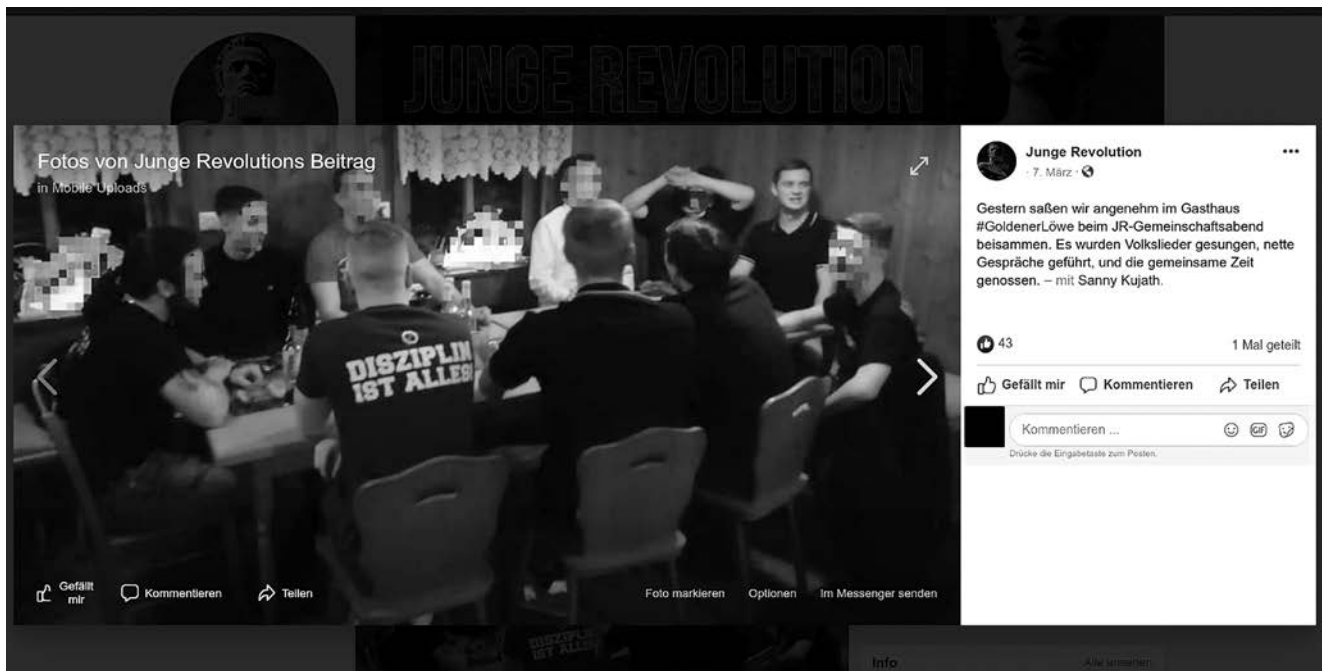 JUNGE REVOLUTION
Fotos von Junge Revolutions Beitrag
in Mobile Uploads
DISZIPLIN
IST ALLES!
Gefällt
mir
Kommentieren
Teilen
Foto markieren
Optionen
Im Messenger senden
Junge Revolution
· 7. März ·
Gestern saßen wir angenehm im Gasthaus
#GoldenerLöwe beim JR-Gemeinschaftsabend
beisammen. Es wurden Volkslieder gesungen, nette
Gespräche geführt, und die gemeinsame Zeit
genossen. – mit Sanny Kujath.
43
1 Mal geteilt
Gefällt mir
Kommentieren
Teilen
Kommentieren ...
GIF
Drücke die Eingabetaste zum Posten.
DISZIPLIN
IST ALLES!
Info
Alle ansehen